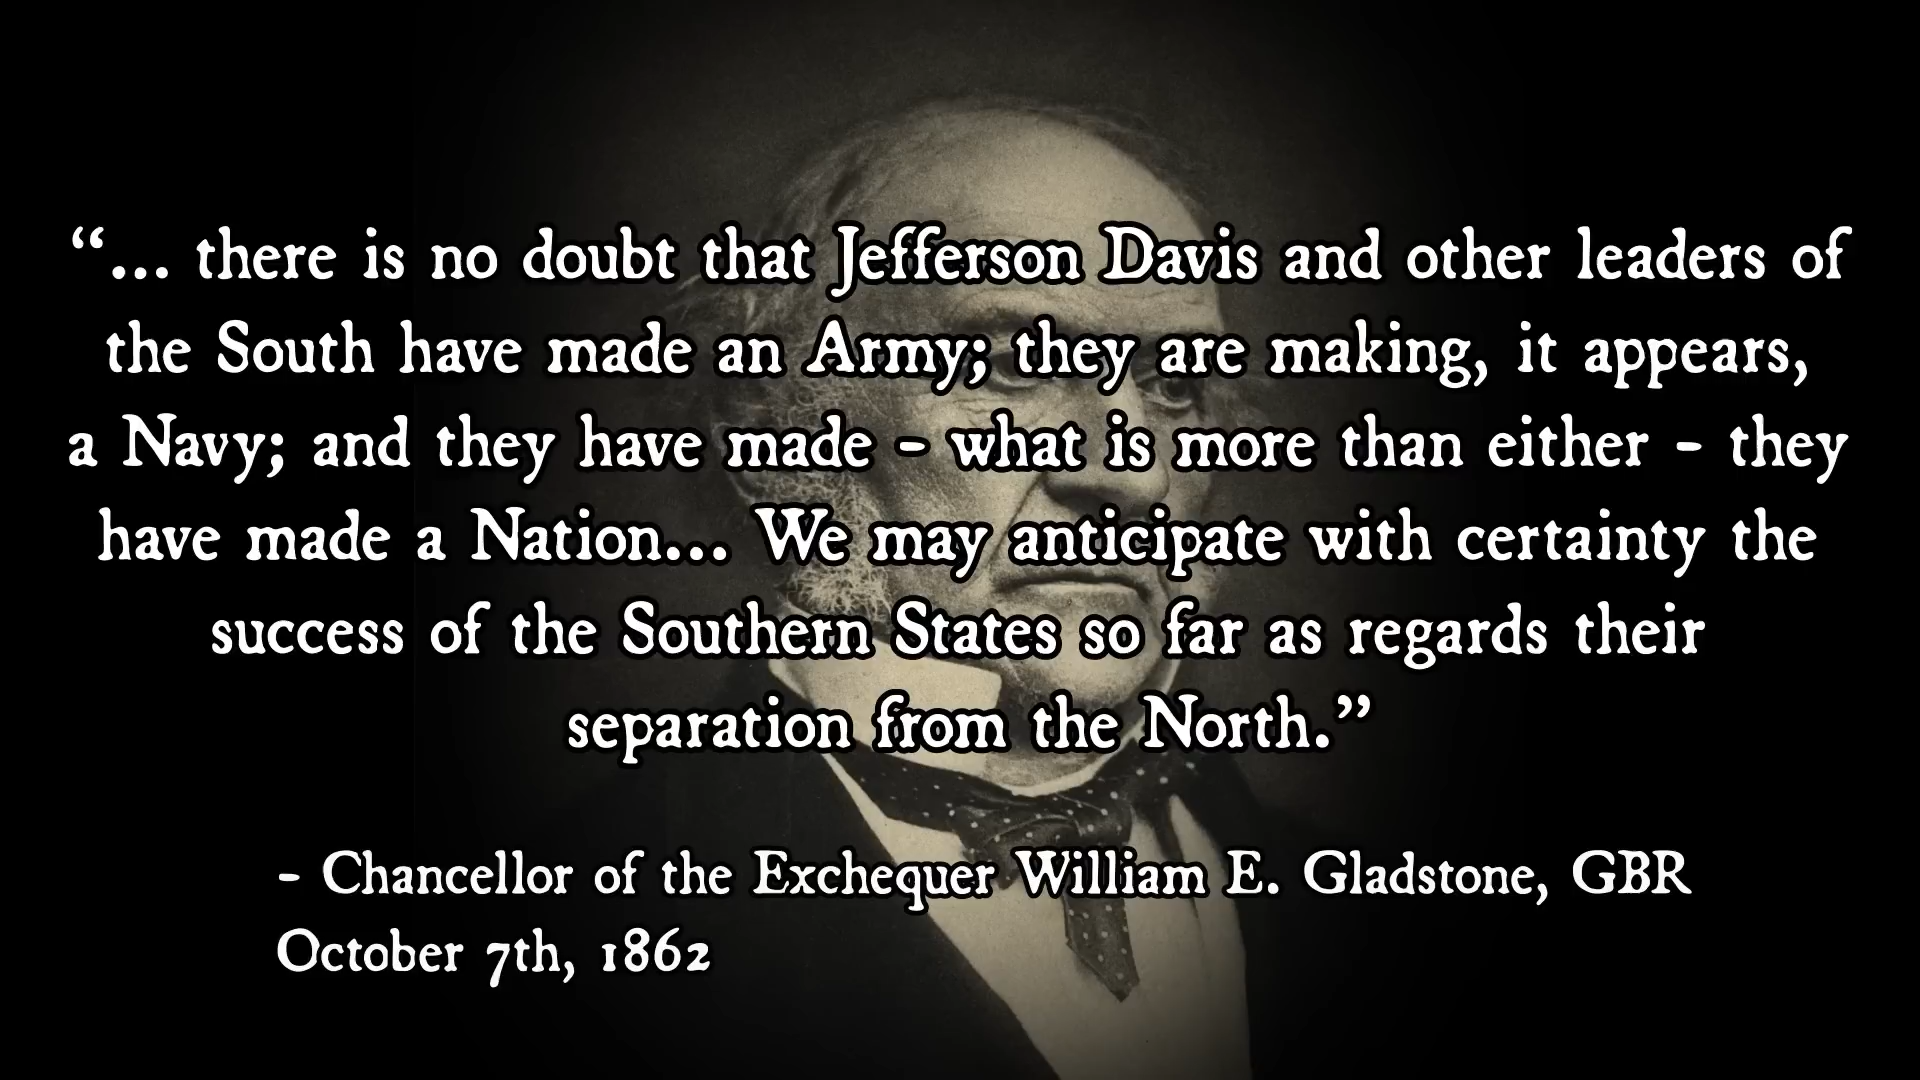 “... there is no doubt that Jefferson Davis and other leaders of
the South have made an Army; they are making, it appears,
a Navy; and they have made - what is more than either - they
have made a Nation... We may anticipate with certainty the
success of the Southern States so far as regards their
separation from the North.”
- Chancellor of the Exchequer William E. Gladstone, GBR
October 7th, 1862